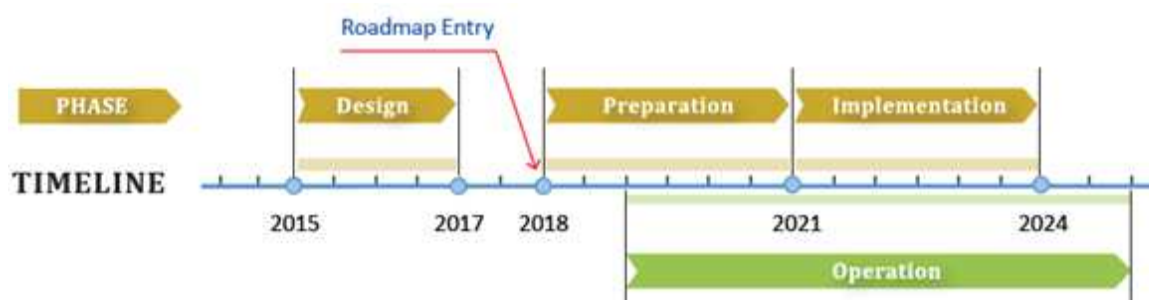 Roadmap Entry
PHASE
Design
Preparation
Implementation
TIMELINE
2015
2017
2018
2021
2024
Operation